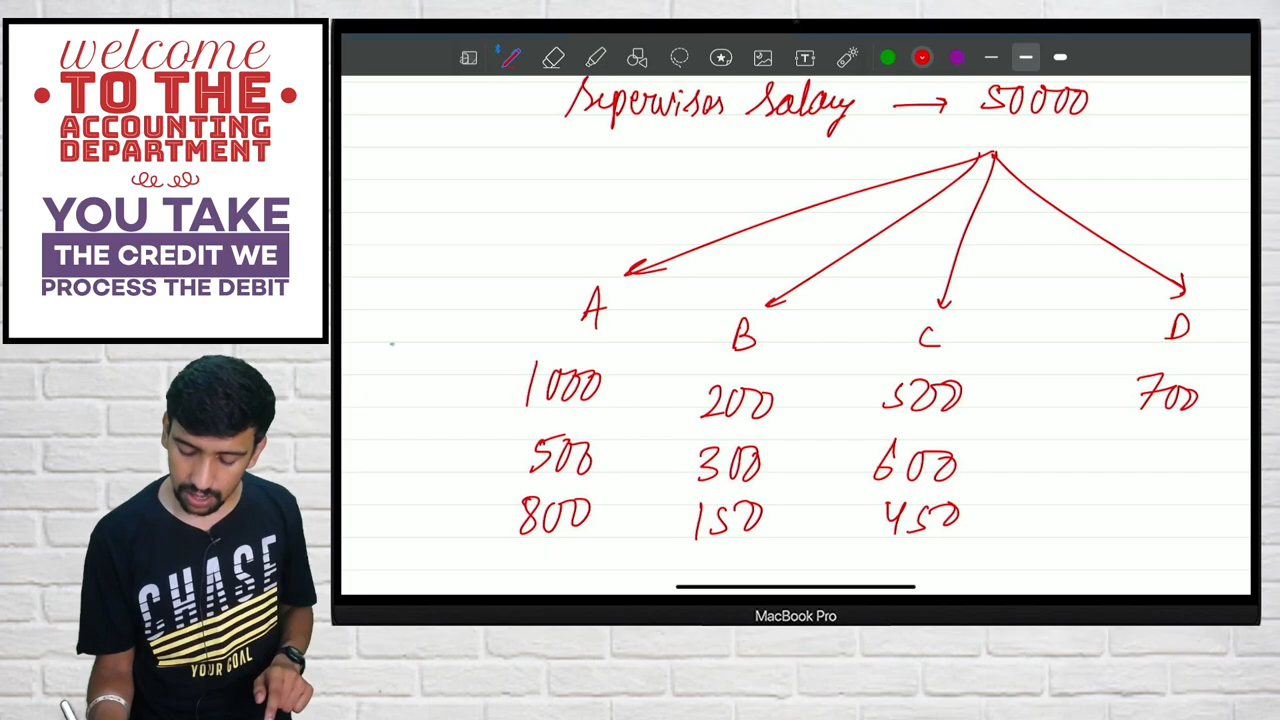 welcome
TO THE
ACCOUNTING
DEPARTMENT
YOU TAKE
THE CREDIT WE
PROCESS THE DEBIT
Supervisor Salary → 50000
A B C D
1000 200 500 700
500 300 600
800 150 450
T
MacBook Pro
CHASE
YOUR GOAL